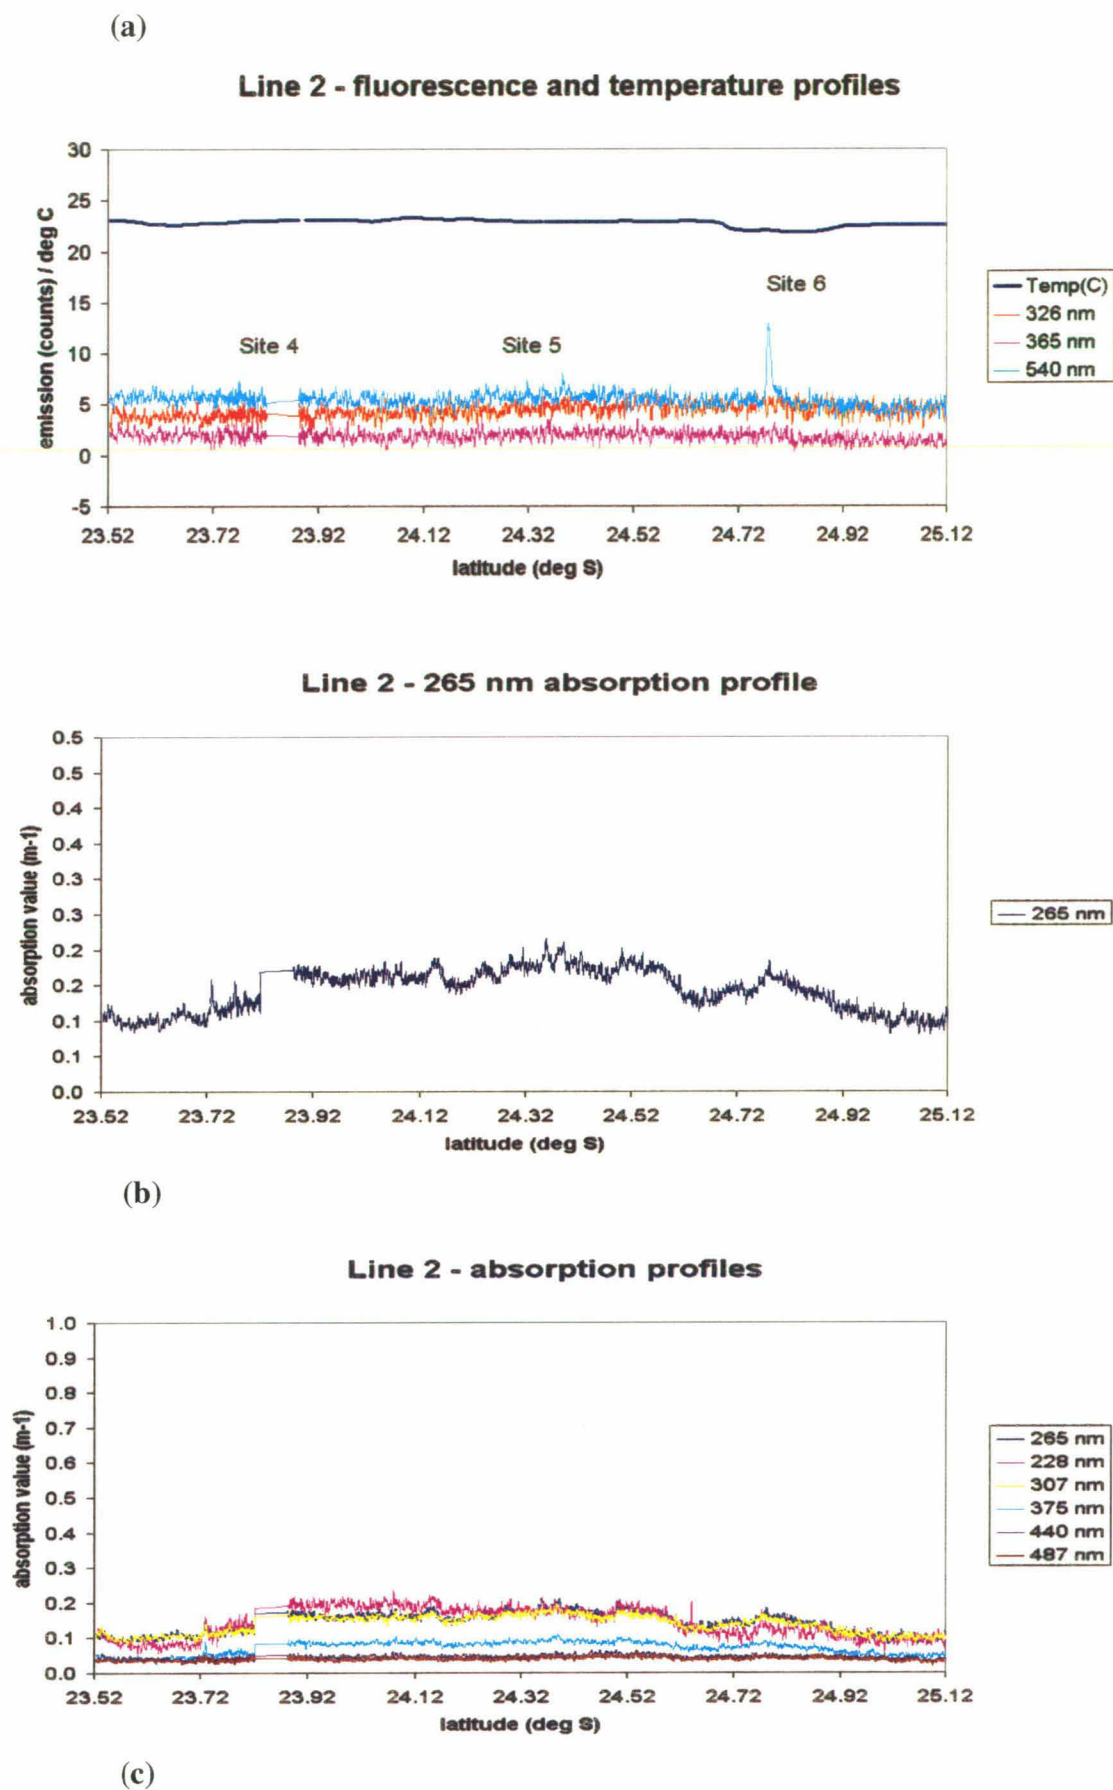 (a)
Line 2 - fluorescence and temperature profiles
30
25
20
15
10
5
0
-5
emission (counts) / deg C
Site 4
Site 5
Site 6
23.52 23.72 23.92 24.12 24.32 24.52 24.72 24.92 25.12
latitude (deg S)
Temp(C)
326 nm
365 nm
540 nm
Line 2 - 265 nm absorption profile
0.5
0.5
0.4
0.4
0.3
0.3
0.2
0.2
0.1
0.1
0.0
absorption value (m-1)
23.52 23.72 23.92 24.12 24.32 24.52 24.72 24.92 25.12
latitude (deg S)
265 nm
(b)
Line 2 - absorption profiles
1.0
0.9
0.8
0.7
0.6
0.5
0.4
0.3
0.2
0.1
0.0
absorption value (m-1)
23.52 23.72 23.92 24.12 24.32 24.52 24.72 24.92 25.12
latitude (deg S)
265 nm
228 nm
307 nm
375 nm
440 nm
487 nm
(c)